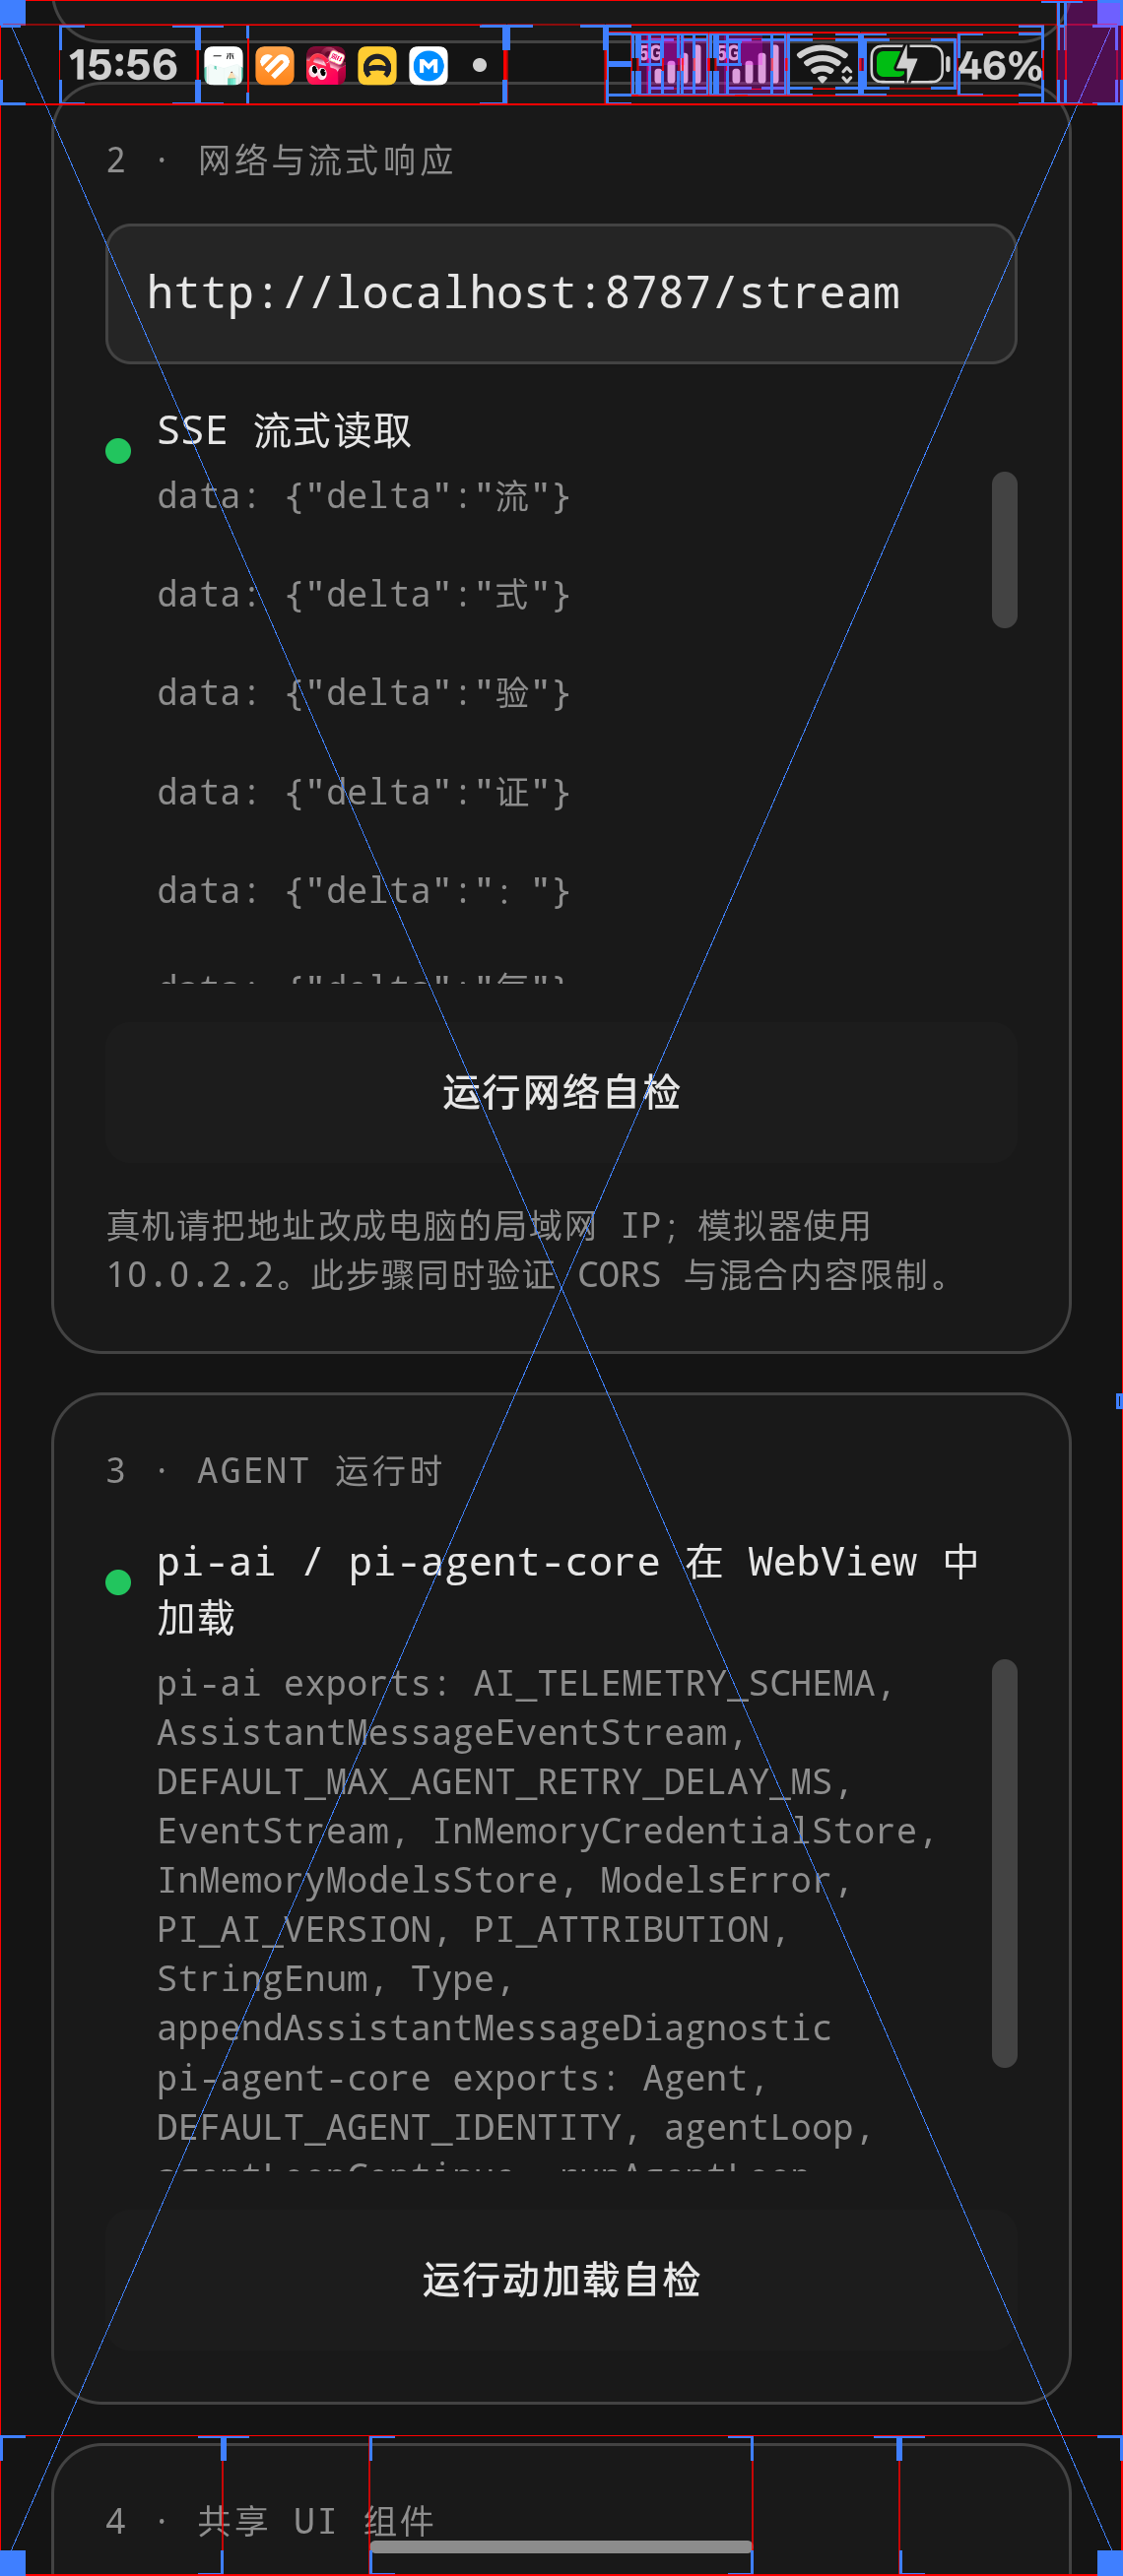 15:56
5G 5G 46%
2 · 网络与流式响应
http://localhost:8787/stream
SSE 流式读取
data: {"delta":"流"}
data: {"delta":"式"}
data: {"delta":"验"}
data: {"delta":"证"}
data: {"delta":"："}
运行网络自检
真机请把地址改成电脑的局域网 IP；模拟器使用
10.0.2.2。此步骤同时验证 CORS 与混合内容限制。
3 · AGENT 运行时
pi-ai / pi-agent-core 在 WebView 中
加载
pi-ai exports: AI_TELEMETRY_SCHEMA,
AssistantMessageEventStream,
DEFAULT_MAX_AGENT_RETRY_DELAY_MS,
EventStream, InMemoryCredentialStore,
InMemoryModelsStore, ModelsError,
PI_AI_VERSION, PI_ATTRIBUTION,
StringEnum, Type,
appendAssistantMessageDiagnostic
pi-agent-core exports: Agent,
DEFAULT_AGENT_IDENTITY, agentLoop,
运行动加载自检
4 · 共享 UI 组件